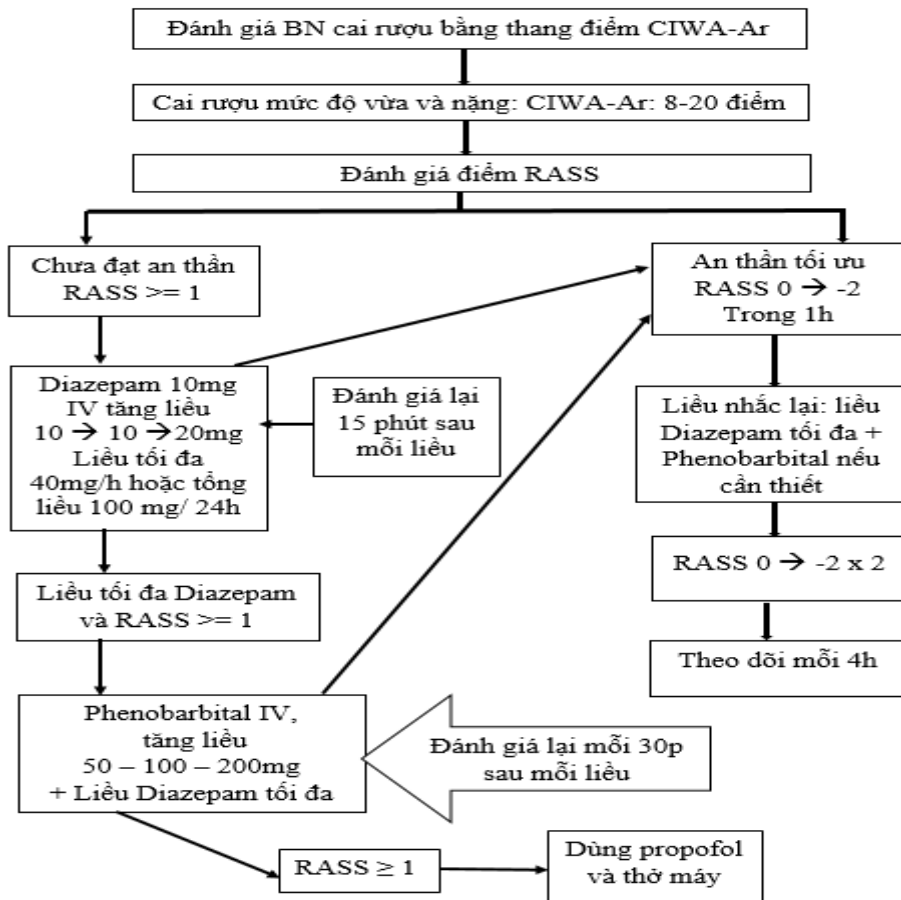 Đánh giá BN cai rượu bằng thang điểm CIWA-Ar
Cai rượu mức độ vừa và nặng: CIWA-Ar: 8-20 điểm
Đánh giá điểm RASS
Chưa đạt an thần
RASS >= 1
Diazepam 10mg
IV tăng liều
10 → 10 →20mg
Liều tối đa
40mg/h hoặc tổng
liều 100 mg/ 24h
Đánh giá lại
15 phút sau
mỗi liều
Liều tối đa Diazepam
và RASS >= 1
Phenobarbital IV,
tăng liều
50 – 100 – 200mg
+ Liều Diazepam tối đa
Đánh giá lại mỗi 30p
sau mỗi liều
RASS ≥ 1
Dùng propofol
và thở máy
An thần tối ưu
RASS 0 → -2
Trong 1h
Liều nhắc lại: liều
Diazepam tối đa +
Phenobarbital nếu
cần thiết
RASS 0 → -2 x 2
Theo dõi mỗi 4h